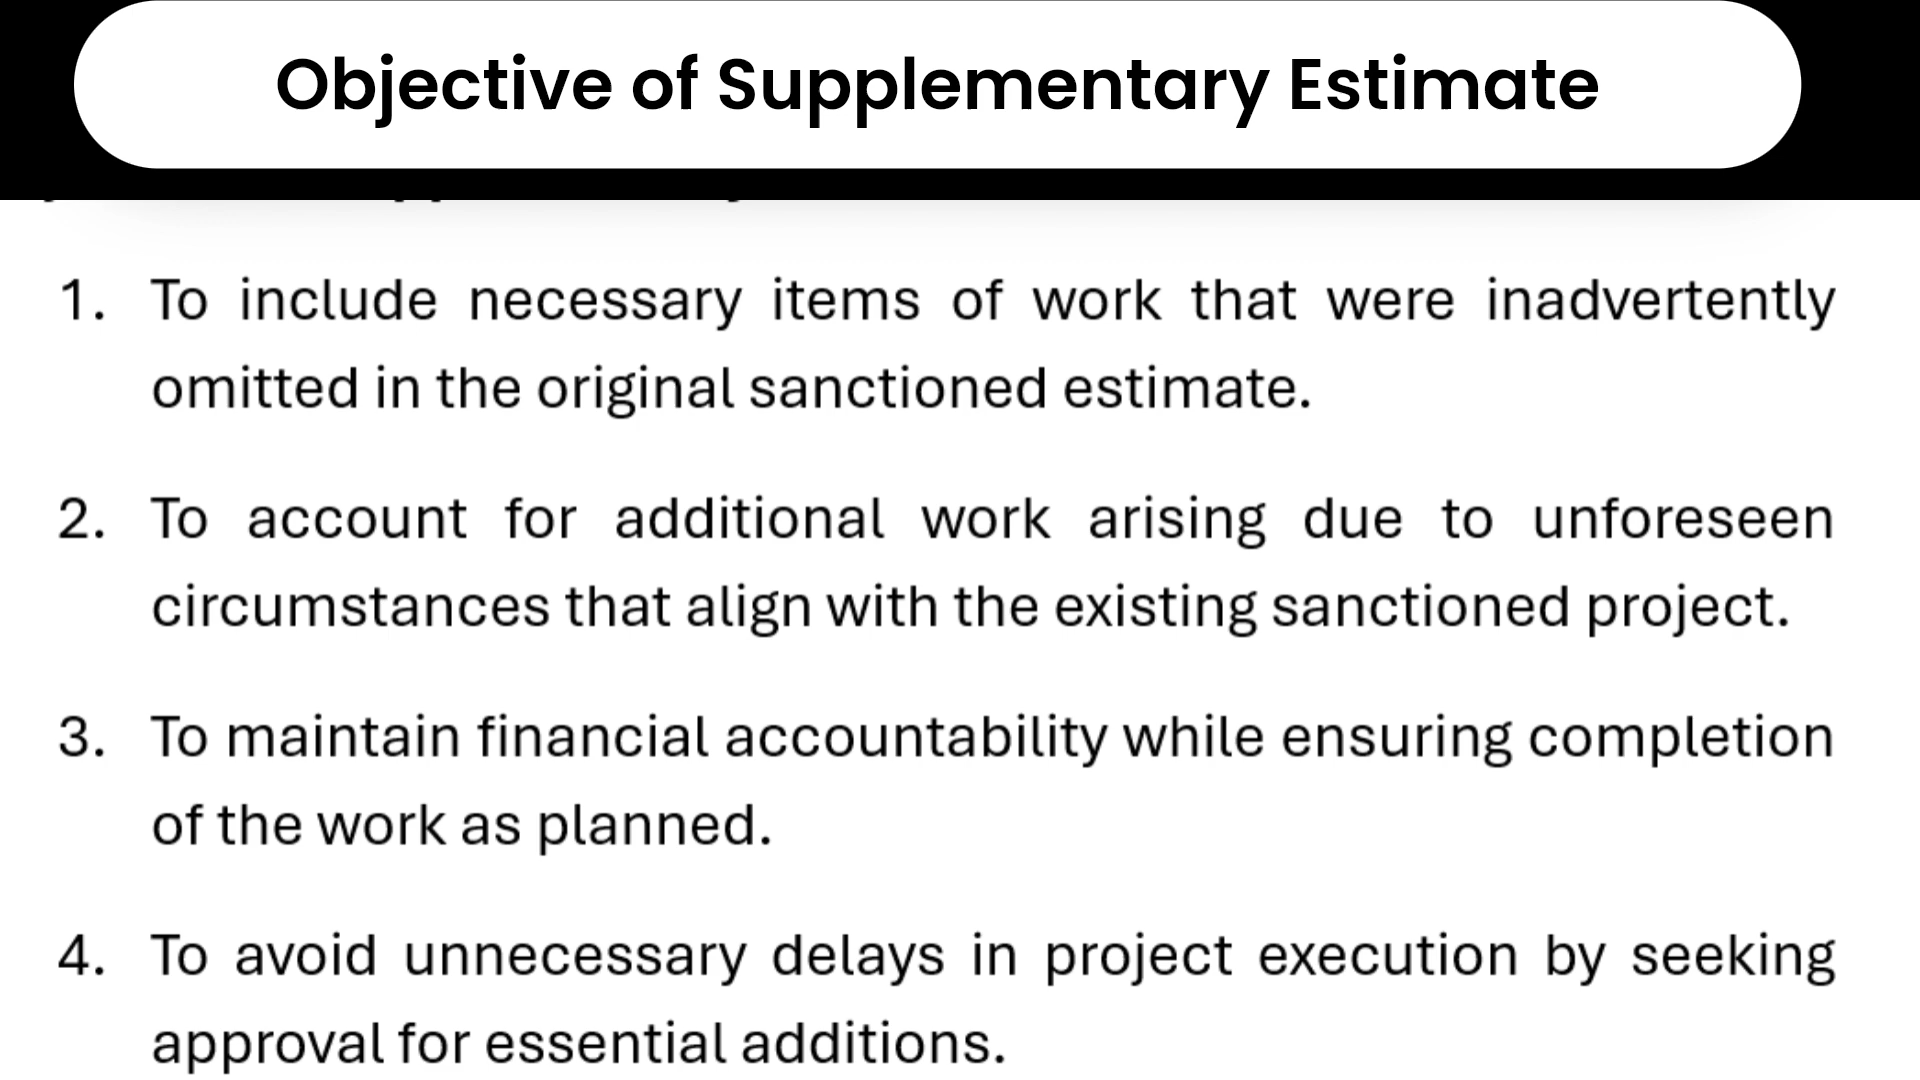 Objective of Supplementary Estimate
1. To include necessary items of work that were inadvertently
omitted in the original sanctioned estimate.
2. To account for additional work arising due to unforeseen
circumstances that align with the existing sanctioned project.
3. To maintain financial accountability while ensuring completion
of the work as planned.
4. To avoid unnecessary delays in project execution by seeking
approval for essential additions.